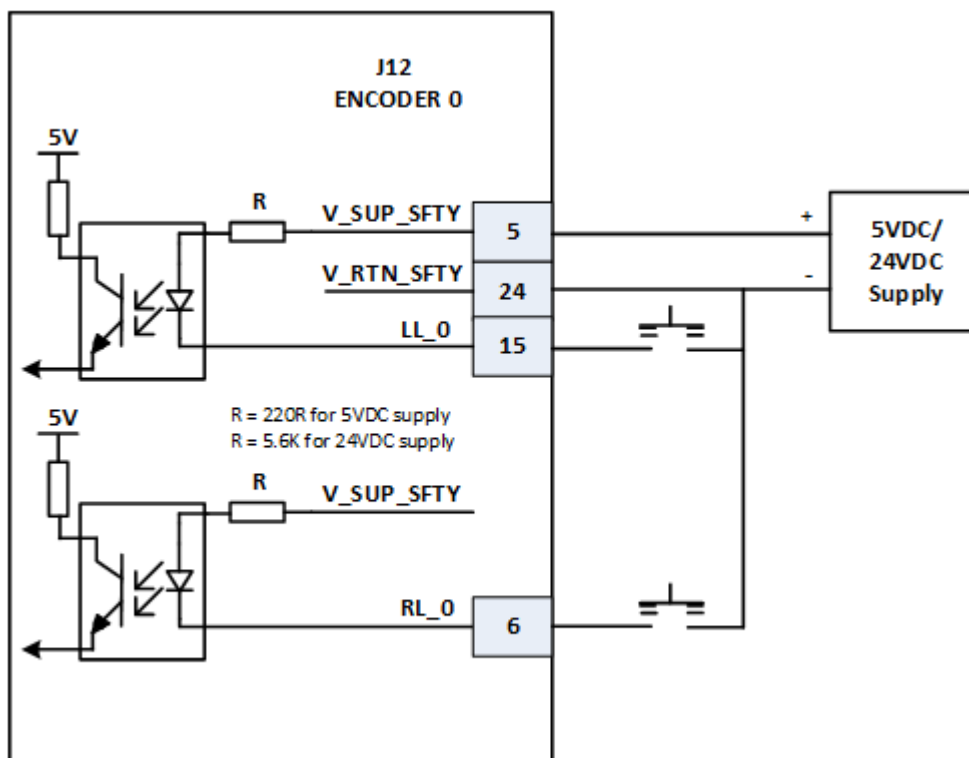 J12
ENCODER 0
5V
R
V_SUP_SFTY
5
+
5VDC/
24VDC
Supply
V_RTN_SFTY
24
-
LL_0
15
R = 220R for 5VDC supply
R = 5.6K for 24VDC supply
5V
R
V_SUP_SFTY
RL_0
6